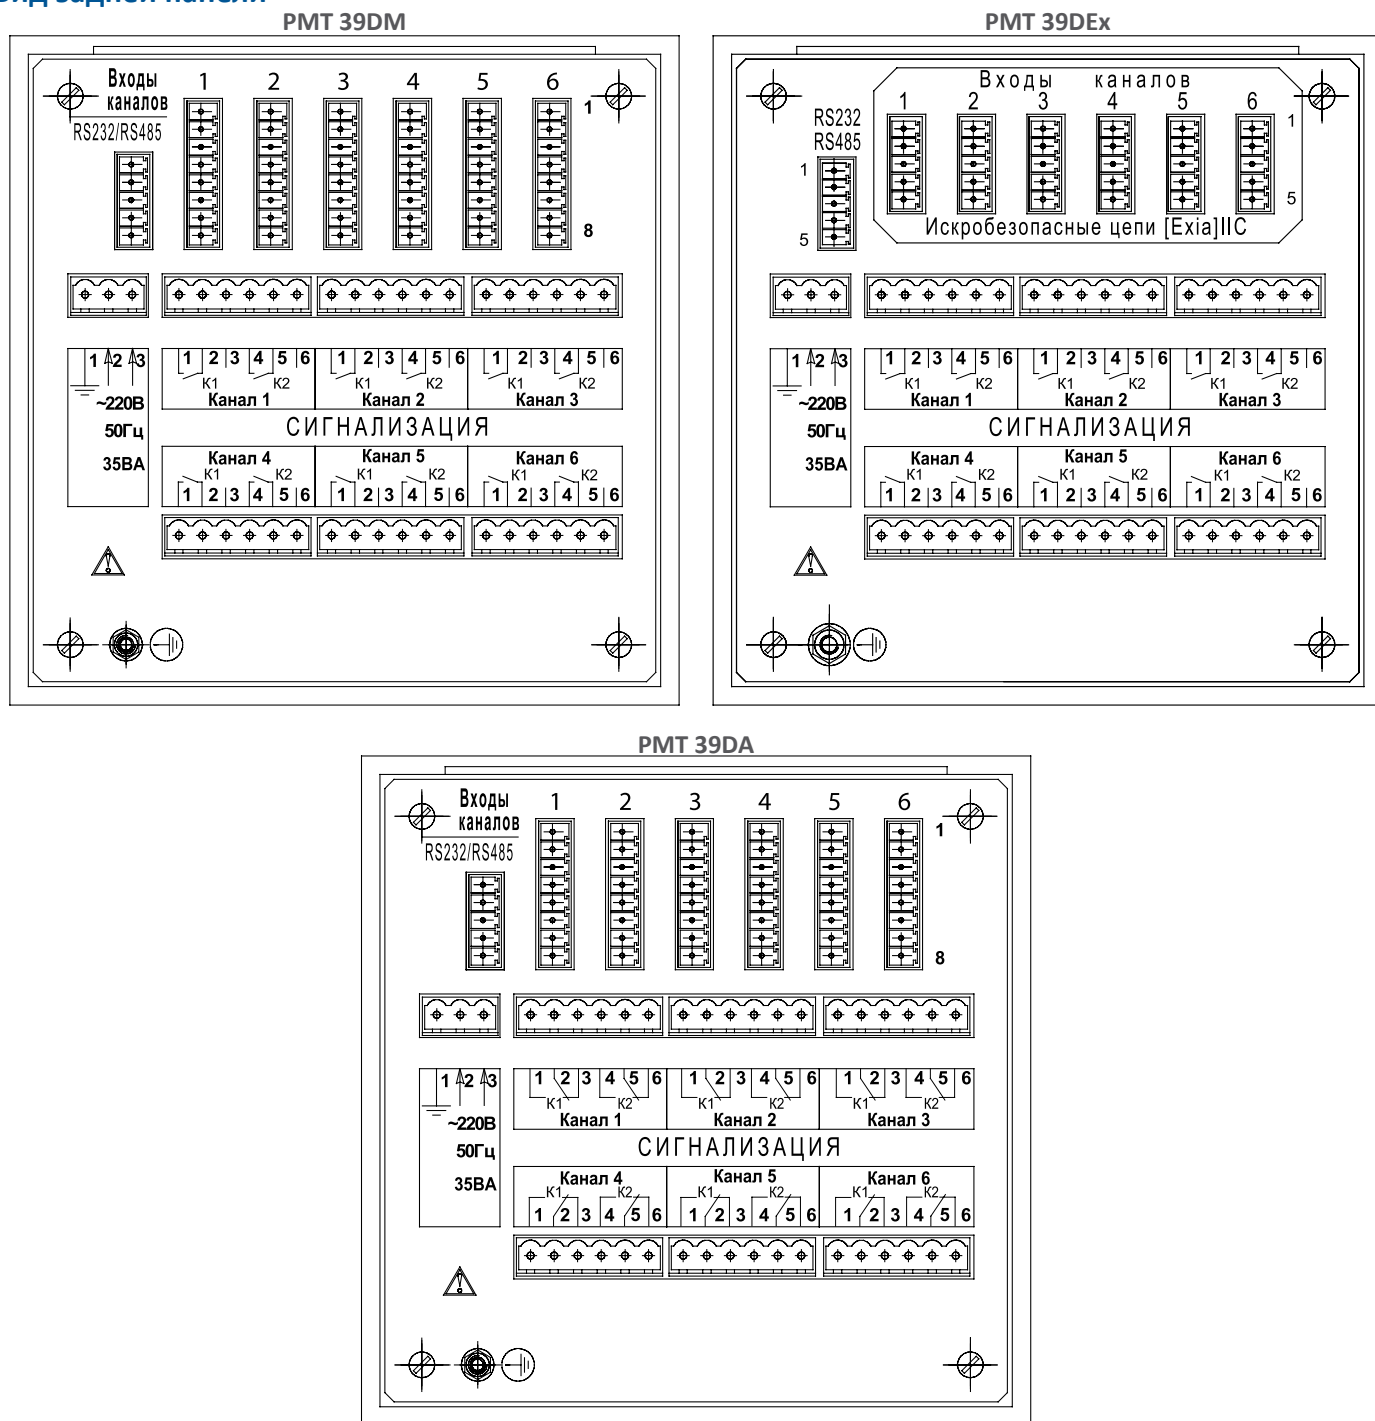 Вид задней панели
РМТ 39DM
Входы
каналов
RS232/RS485
1 2 3 4 5 6
1
8
1 2 3
~220В
50Гц
35ВА
1 2 3 4 5 6 1 2 3 4 5 6 1 2 3 4 5 6
К1 К2 К1 К2 К1 К2
Канал 1 Канал 2 Канал 3
СИГНАЛИЗАЦИЯ
Канал 4 Канал 5 Канал 6
К1 К2 К1 К2 К1 К2
1 2 3 4 5 6 1 2 3 4 5 6 1 2 3 4 5 6
РМТ 39DEx
Входы каналов
1 2 3 4 5 6
RS232
RS485
1
5
1
5
Искробезопасные цепи [Exia]IIC
1 2 3
~220В
50Гц
35ВА
1 2 3 4 5 6 1 2 3 4 5 6 1 2 3 4 5 6
К1 К2 К1 К2 К1 К2
Канал 1 Канал 2 Канал 3
СИГНАЛИЗАЦИЯ
Канал 4 Канал 5 Канал 6
К1 К2 К1 К2 К1 К2
1 2 3 4 5 6 1 2 3 4 5 6 1 2 3 4 5 6
РМТ 39DA
Входы
каналов
RS232/RS485
1 2 3 4 5 6
1
8
1 2 3
~220В
50Гц
35ВА
1 2 3 4 5 6 1 2 3 4 5 6 1 2 3 4 5 6
К1 К2 К1 К2 К1 К2
Канал 1 Канал 2 Канал 3
СИГНАЛИЗАЦИЯ
Канал 4 Канал 5 Канал 6
К1 К2 К1 К2 К1 К2
1 2 3 4 5 6 1 2 3 4 5 6 1 2 3 4 5 6